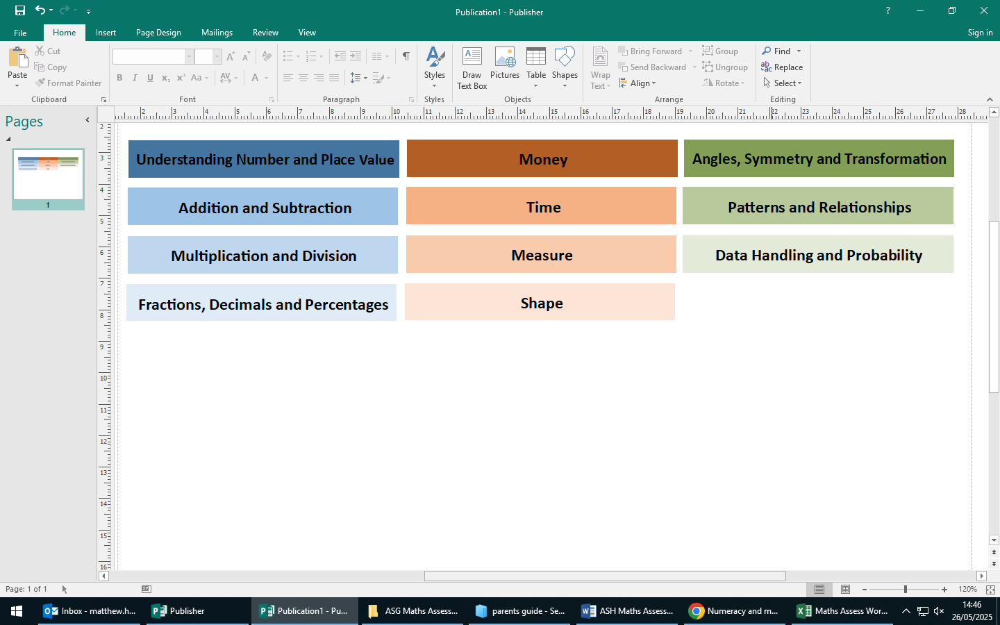 Publication1 - Publisher
File Home Insert Page Design Mailings Review View Sign in
Paste
Cut
Copy
Format Painter
Clipboard
Font
Paragraph
Styles
Styles
Draw Text Box
Pictures
Table
Shapes
Objects
Wrap Text
Bring Forward
Send Backward
Align
Group
Ungroup
Rotate
Arrange
Find
Replace
Select
Editing
Pages
1
2 3 4 5 6 7 8 9 10 11 12 13 14 15 16 17 18 19 20 21 22 23 24 25 26 27 28
2
3
4
5
6
7
8
9
10
11
12
13
14
15
16
Understanding Number and Place Value
Money
Angles, Symmetry and Transformation
Addition and Subtraction
Time
Patterns and Relationships
Multiplication and Division
Measure
Data Handling and Probability
Fractions, Decimals and Percentages
Shape
Page: 1 of 1
120%
Inbox - matthew.h...
Publisher
Publication1 - Pu...
ASG Maths Assess...
parents guide - Se...
ASH Maths Assess...
Numeracy and m...
Maths Assess Wor...
14:46
26/05/2025